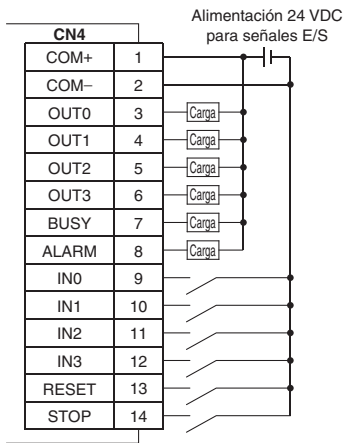 Alimentación 24 VDC
para señales E/S
CN4
COM+ 1
COM− 2
OUT0 3 Carga
OUT1 4 Carga
OUT2 5 Carga
OUT3 6 Carga
BUSY 7 Carga
ALARM 8 Carga
IN0 9
IN1 10
IN2 11
IN3 12
RESET 13
STOP 14